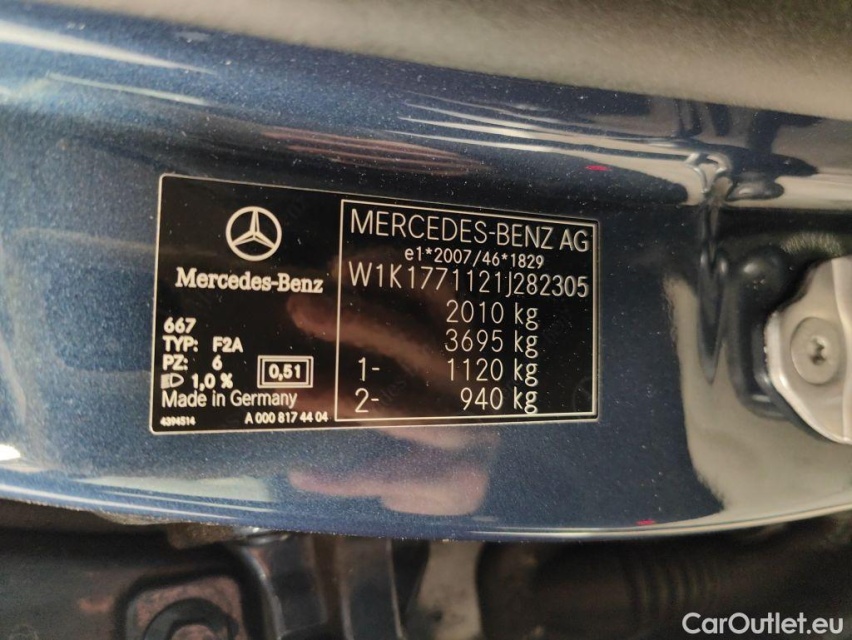 Mercedes-Benz
667
TYP: F2A
PZ: 6
1,0 %
0,51
Made in Germany
4394514
A 000 817 44 04
MERCEDES-BENZ AG
e1*2007/46*1829
W1K1771121J282305
2010 kg
3695 kg
1- 1120 kg
2- 940 kg
CarOutlet.eu